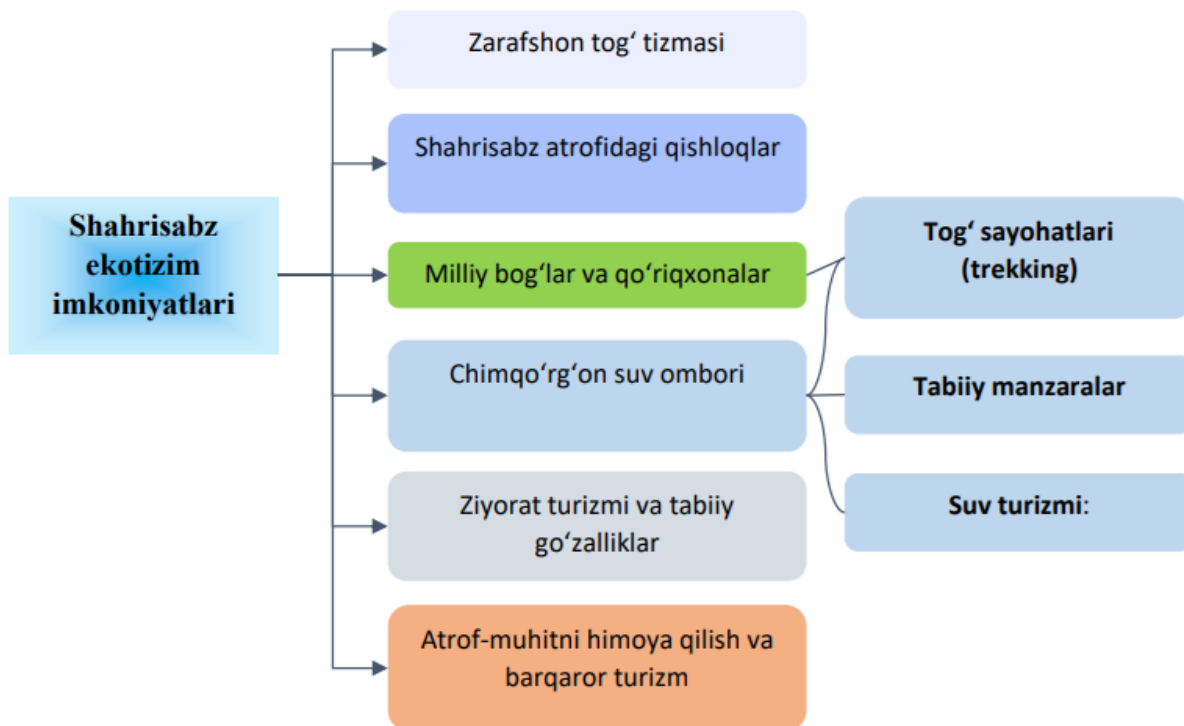 Shahrisabz
ekotizim
imkoniyatlari
Zarafshon tog‘ tizmasi
Shahrisabz atrofidagi qishloqlar
Milliy bog‘lar va qo‘riqxonalar
Chimqo‘rg‘on suv ombori
Ziyorat turizmi va tabiiy
go‘zalliklar
Atrof-muhitni himoya qilish va
barqaror turizm
Tog‘ sayohatlari
(trekking)
Tabiiy manzaralar
Suv turizmi: